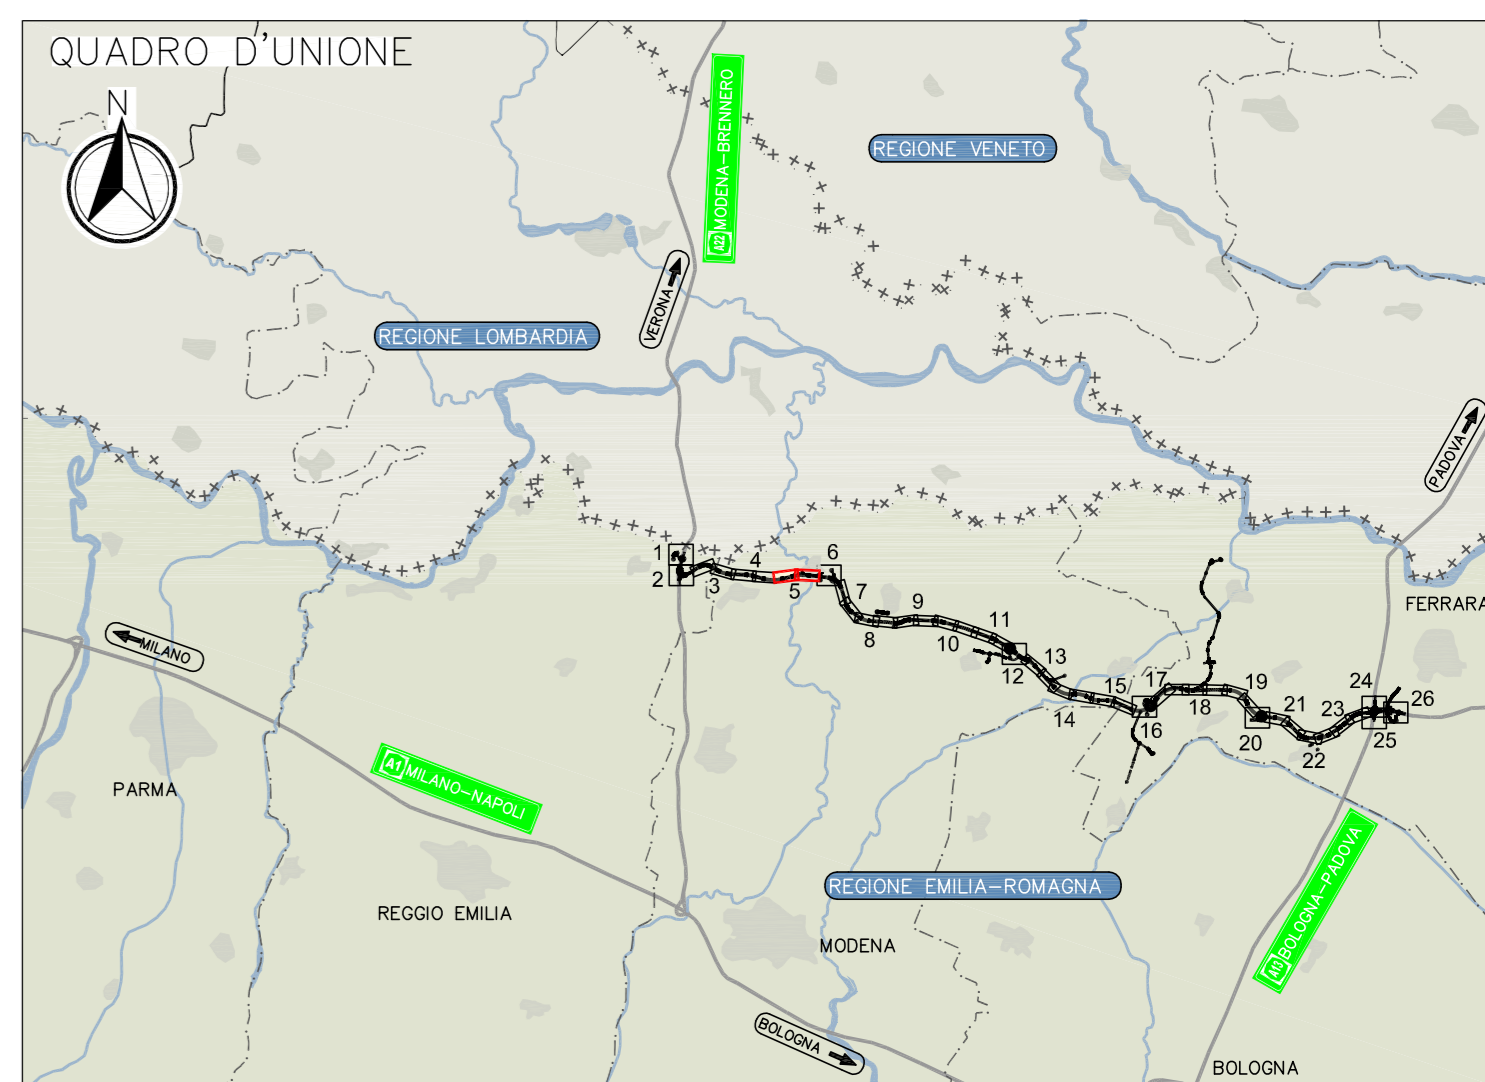 QUADRO D'UNIONE
N
A22 MODENA-BRENNERO
REGIONE VENETO
VERONA
REGIONE LOMBARDIA
PADOVA
1
2
3
4
5
6
7
8
9
10
11
12
13
14
15
16
17
18
19
20
21
22
23
24
25
26
FERRARA
MILANO
PARMA
A1 MILANO-NAPOLI
REGIONE EMILIA-ROMAGNA
A13 BOLOGNA-PADOVA
REGGIO EMILIA
MODENA
BOLOGNA
BOLOGNA